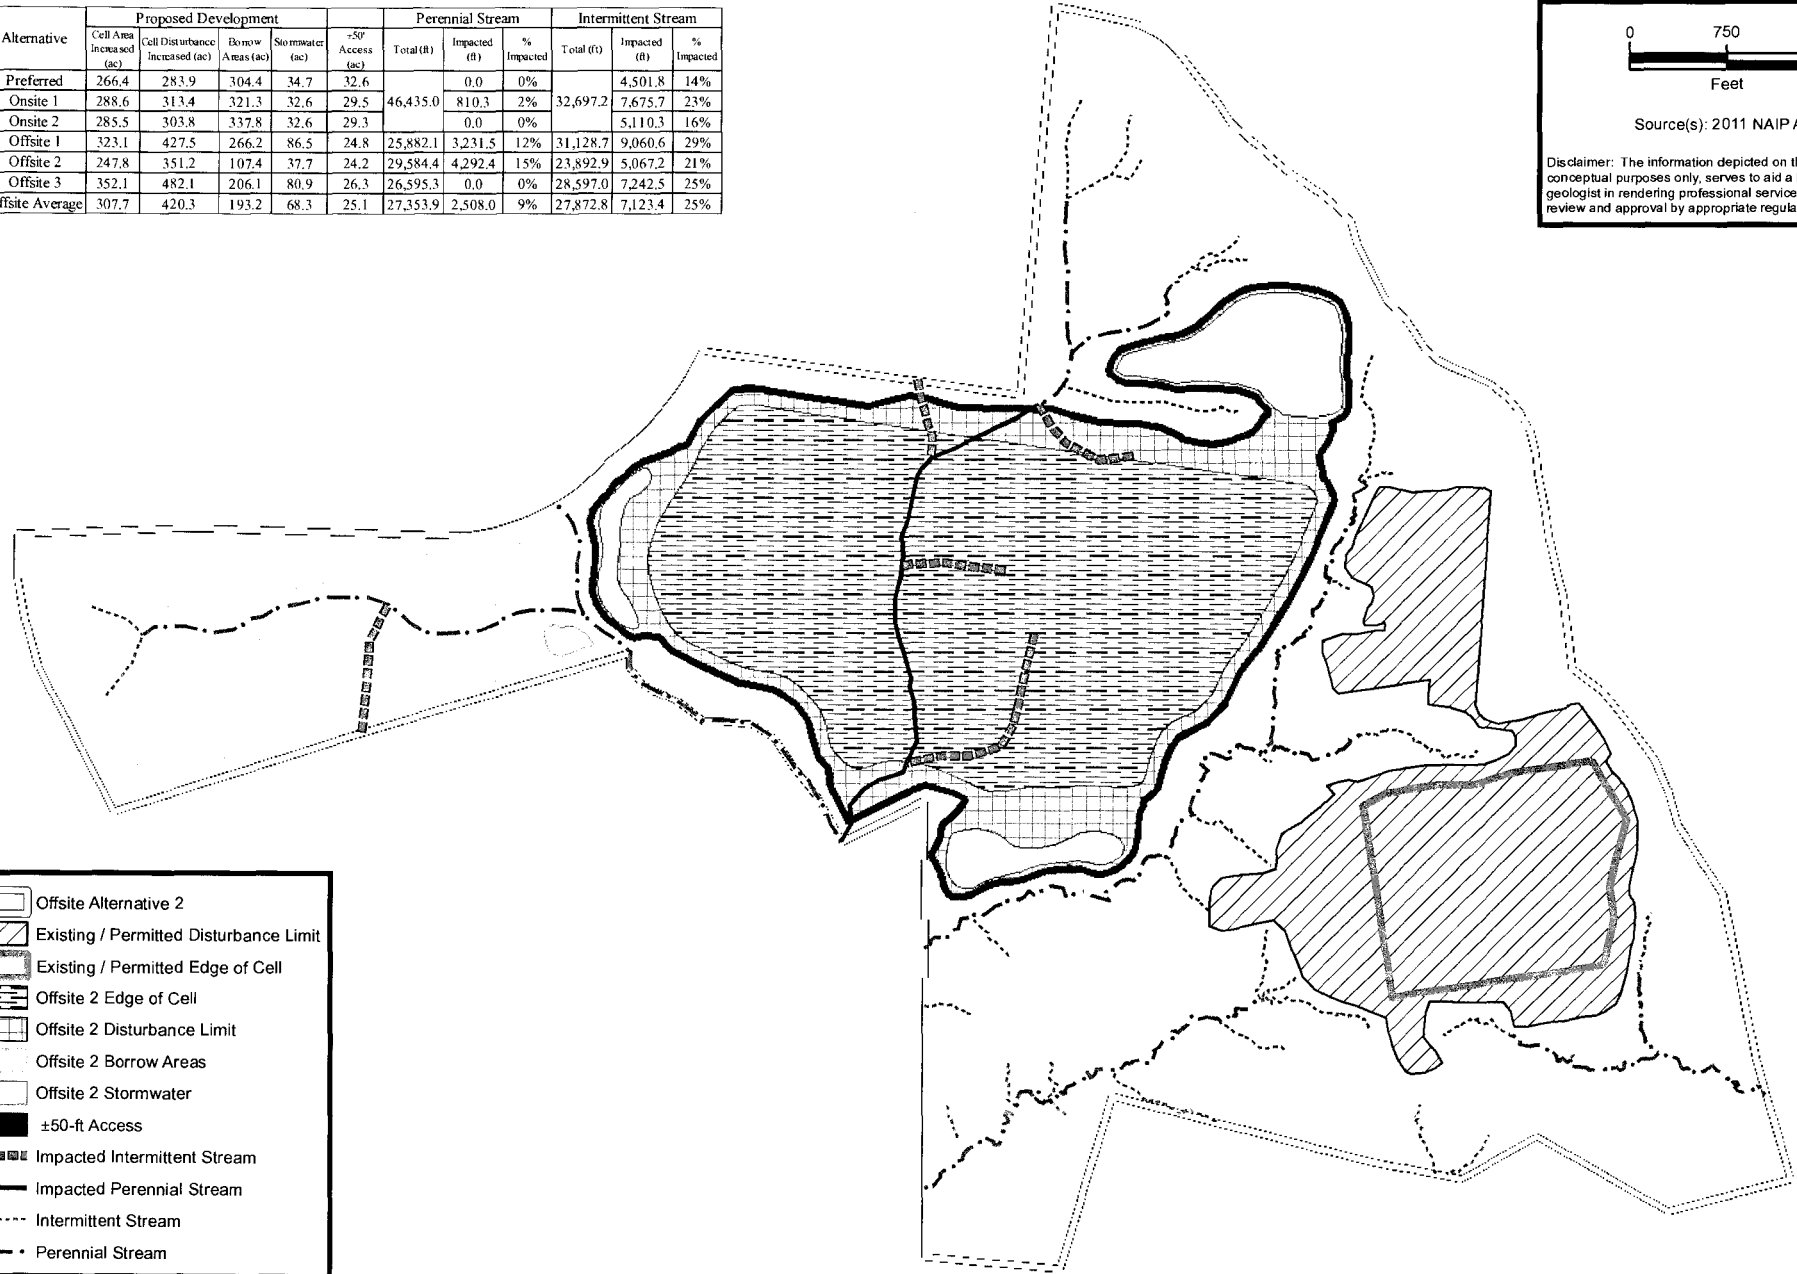 Alternative Proposed Development ±50' Access (ac) Perennial Stream Intermittent Stream
Cell Area Increased (ac) Cell Disturbance Increased (ac) Borrow Areas (ac) Stormwater (ac) Total (ft) Impacted (ft) % Impacted Total (ft) Impacted (ft) % Impacted
Preferred 266.4 283.9 304.4 34.7 32.6 0.0 0% 4,501.8 14%
Onsite 1 288.6 313.4 321.3 32.6 29.5 46,435.0 810.3 2% 32,697.2 7,675.7 23%
Onsite 2 285.5 303.8 337.8 32.6 29.3 0.0 0% 5,110.3 16%
Offsite 1 323.1 427.5 266.2 86.5 24.8 25,882.1 3,231.5 12% 31,128.7 9,060.6 29%
Offsite 2 247.8 351.2 107.4 37.7 24.2 29,584.4 4,292.4 15% 23,892.9 5,067.2 21%
Offsite 3 352.1 482.1 206.1 80.9 26.3 26,595.3 0.0 0% 28,597.0 7,242.5 25%
ffsite Average 307.7 420.3 193.2 68.3 25.1 27,353.9 2,508.0 9% 27,872.8 7,123.4 25%
0 750
Feet
Source(s): 2011 NAIP A
Disclaimer: The information depicted on th
conceptual purposes only, serves to aid a
geologist in rendering professional service
review and approval by appropriate regula
Offsite Alternative 2
Existing / Permitted Disturbance Limit
Existing / Permitted Edge of Cell
Offsite 2 Edge of Cell
Offsite 2 Disturbance Limit
Offsite 2 Borrow Areas
Offsite 2 Stormwater
±50-ft Access
Impacted Intermittent Stream
Impacted Perennial Stream
Intermittent Stream
Perennial Stream